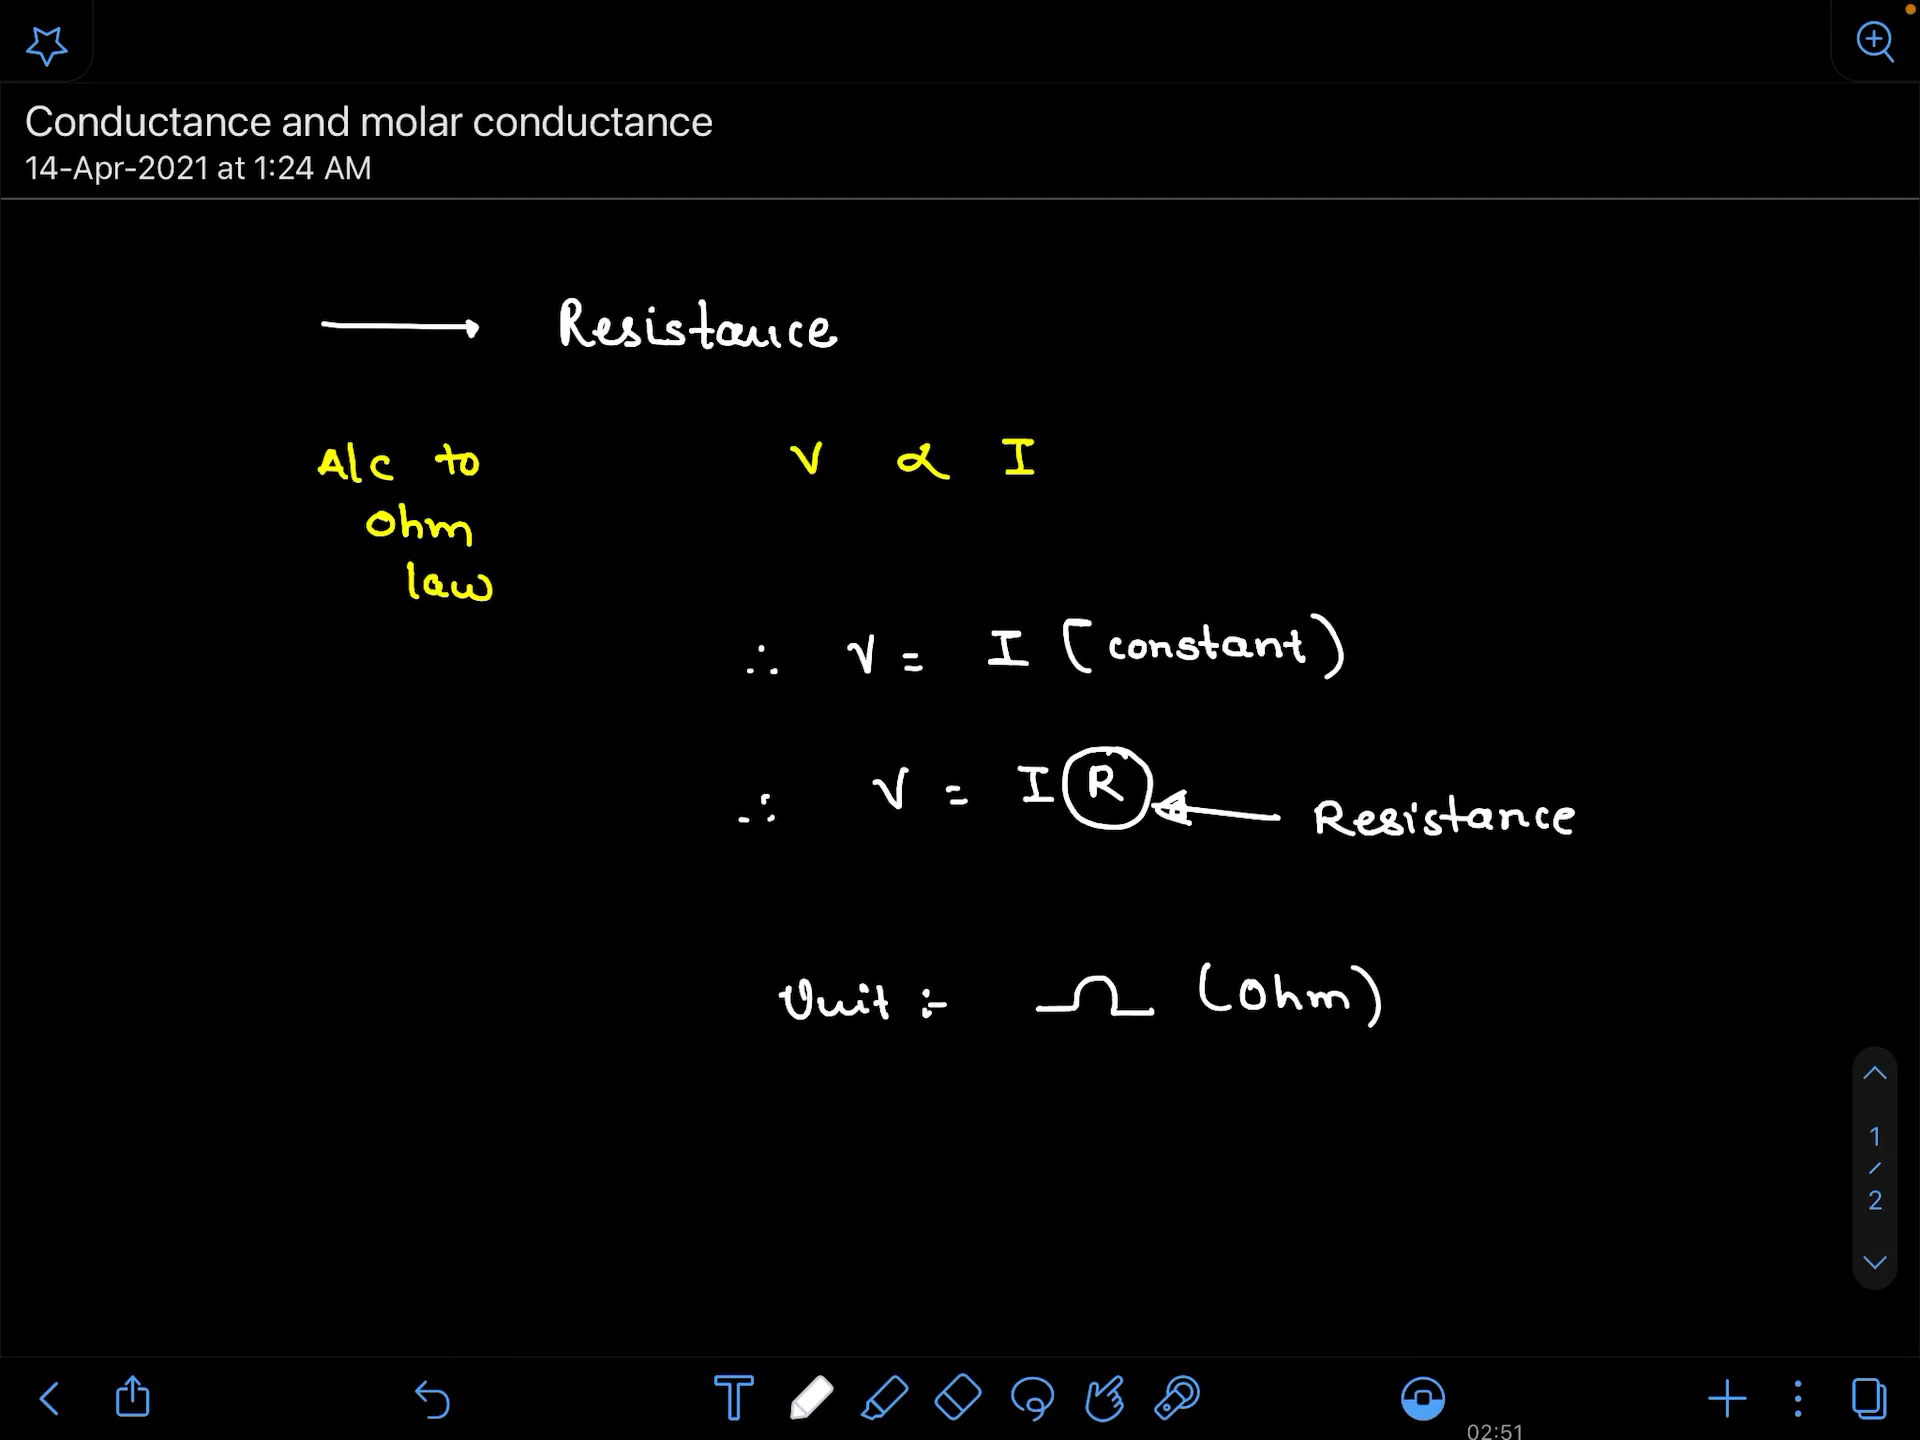 Conductance and molar conductance
14-Apr-2021 at 1:24 AM
⟶ Resistance
A/c to V ∝ I
Ohm
law
∴ V = I (constant)
∴ V = I R ← Resistance
Unit :- Ω (Ohm)
1
/
2
T
02:51